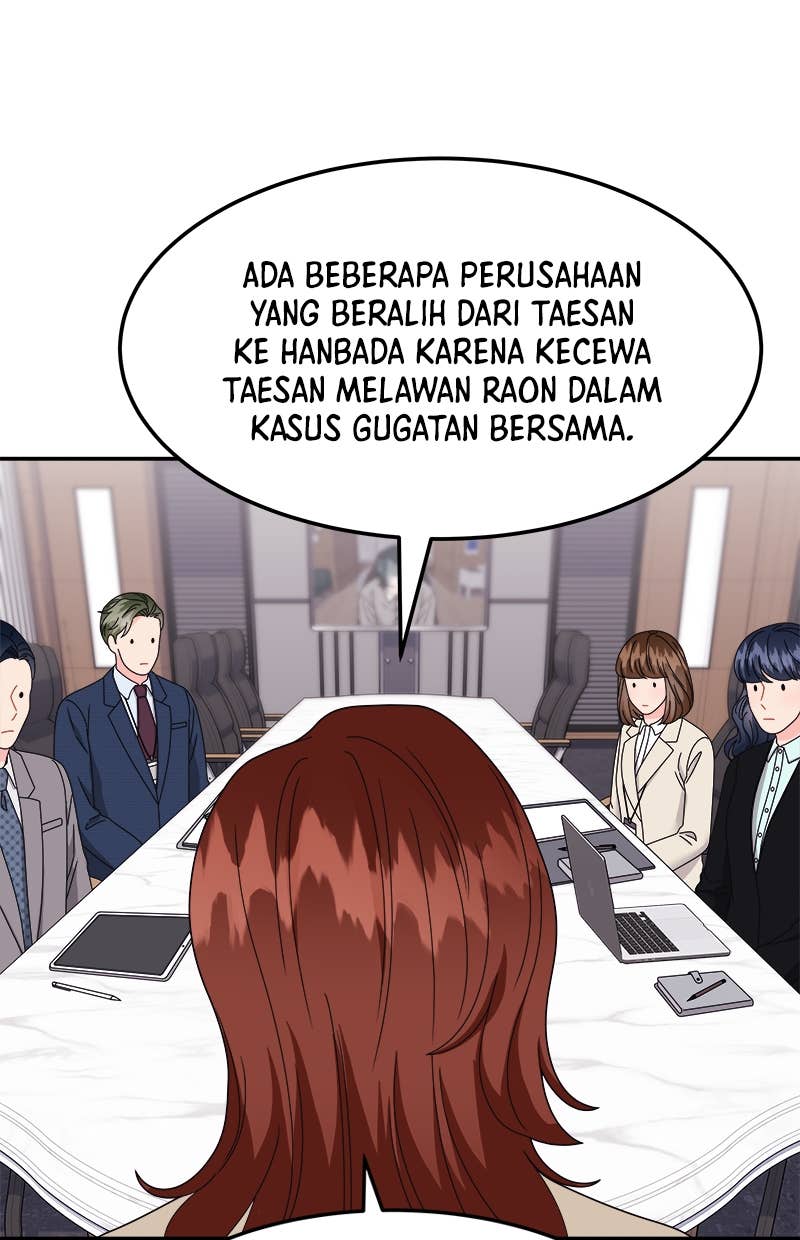 ADA BEBERAPA PERUSAHAAN
YANG BERALIH DARI TAESAN
KE HANBADA KARENA KECEWA
TAESAN MELAWAN RAON DALAM
KASUS GUGATAN BERSAMA.